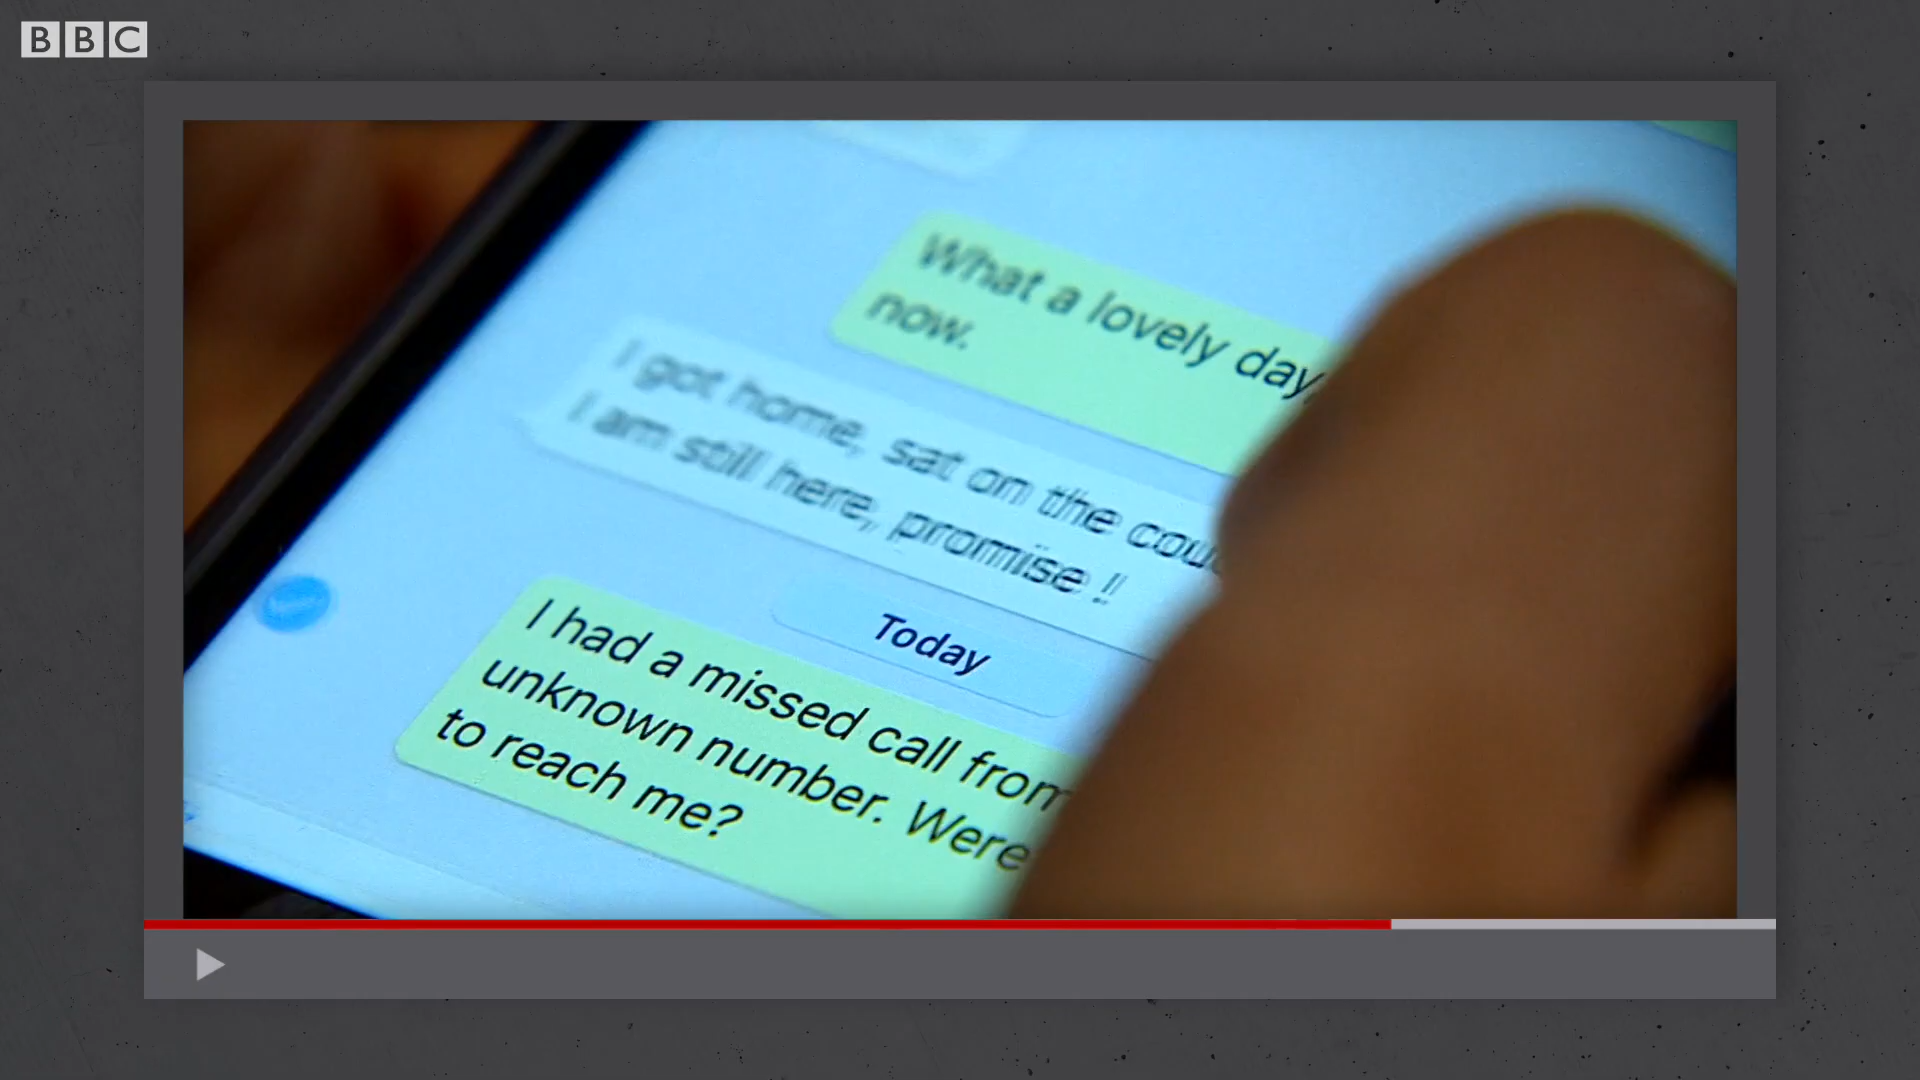 BBC
What a lovely day,
now.
I got home, sat on the
I am still here, promise !!
Today
I had a missed call from
unknown number. Were
to reach me?